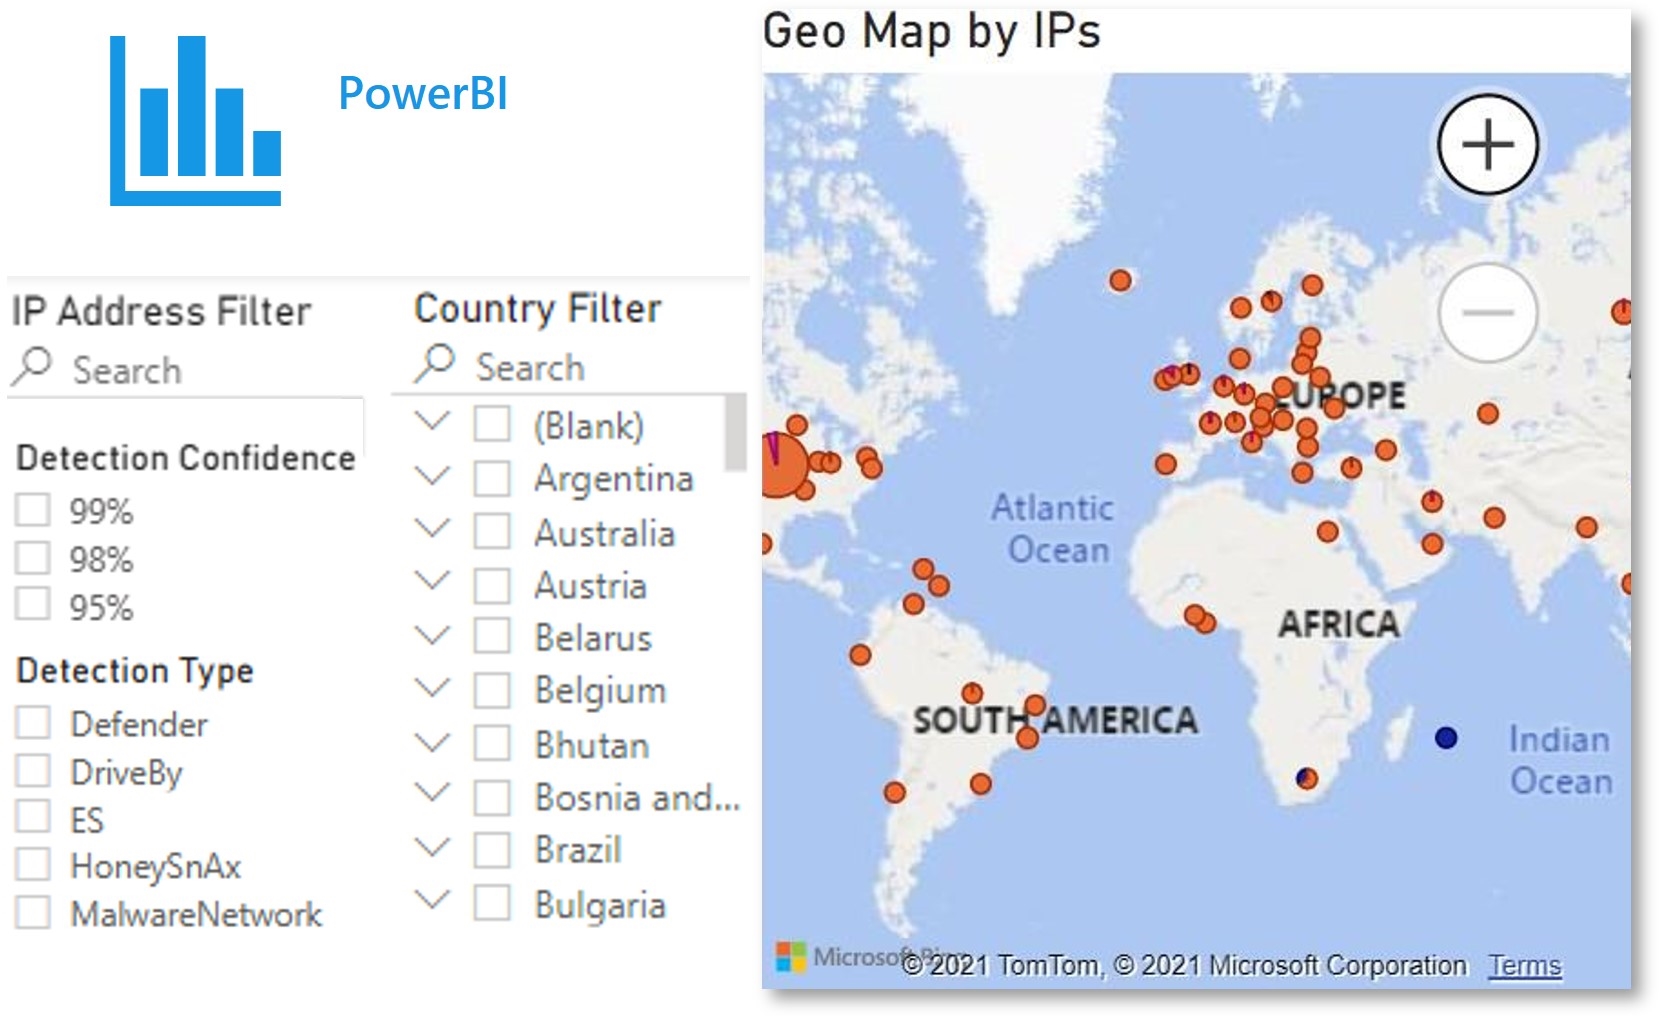 PowerBI
IP Address Filter
Search
Detection Confidence
99%
98%
95%
Detection Type
Defender
DriveBy
ES
HoneySnAx
MalwareNetwork
Country Filter
Search
(Blank)
Argentina
Australia
Austria
Belarus
Belgium
Bhutan
Bosnia and...
Brazil
Bulgaria
Geo Map by IPs
EUROPE
Atlantic
Ocean
AFRICA
SOUTH AMERICA
Indian
Ocean
Microsoft Bing
© 2021 TomTom, © 2021 Microsoft Corporation Terms